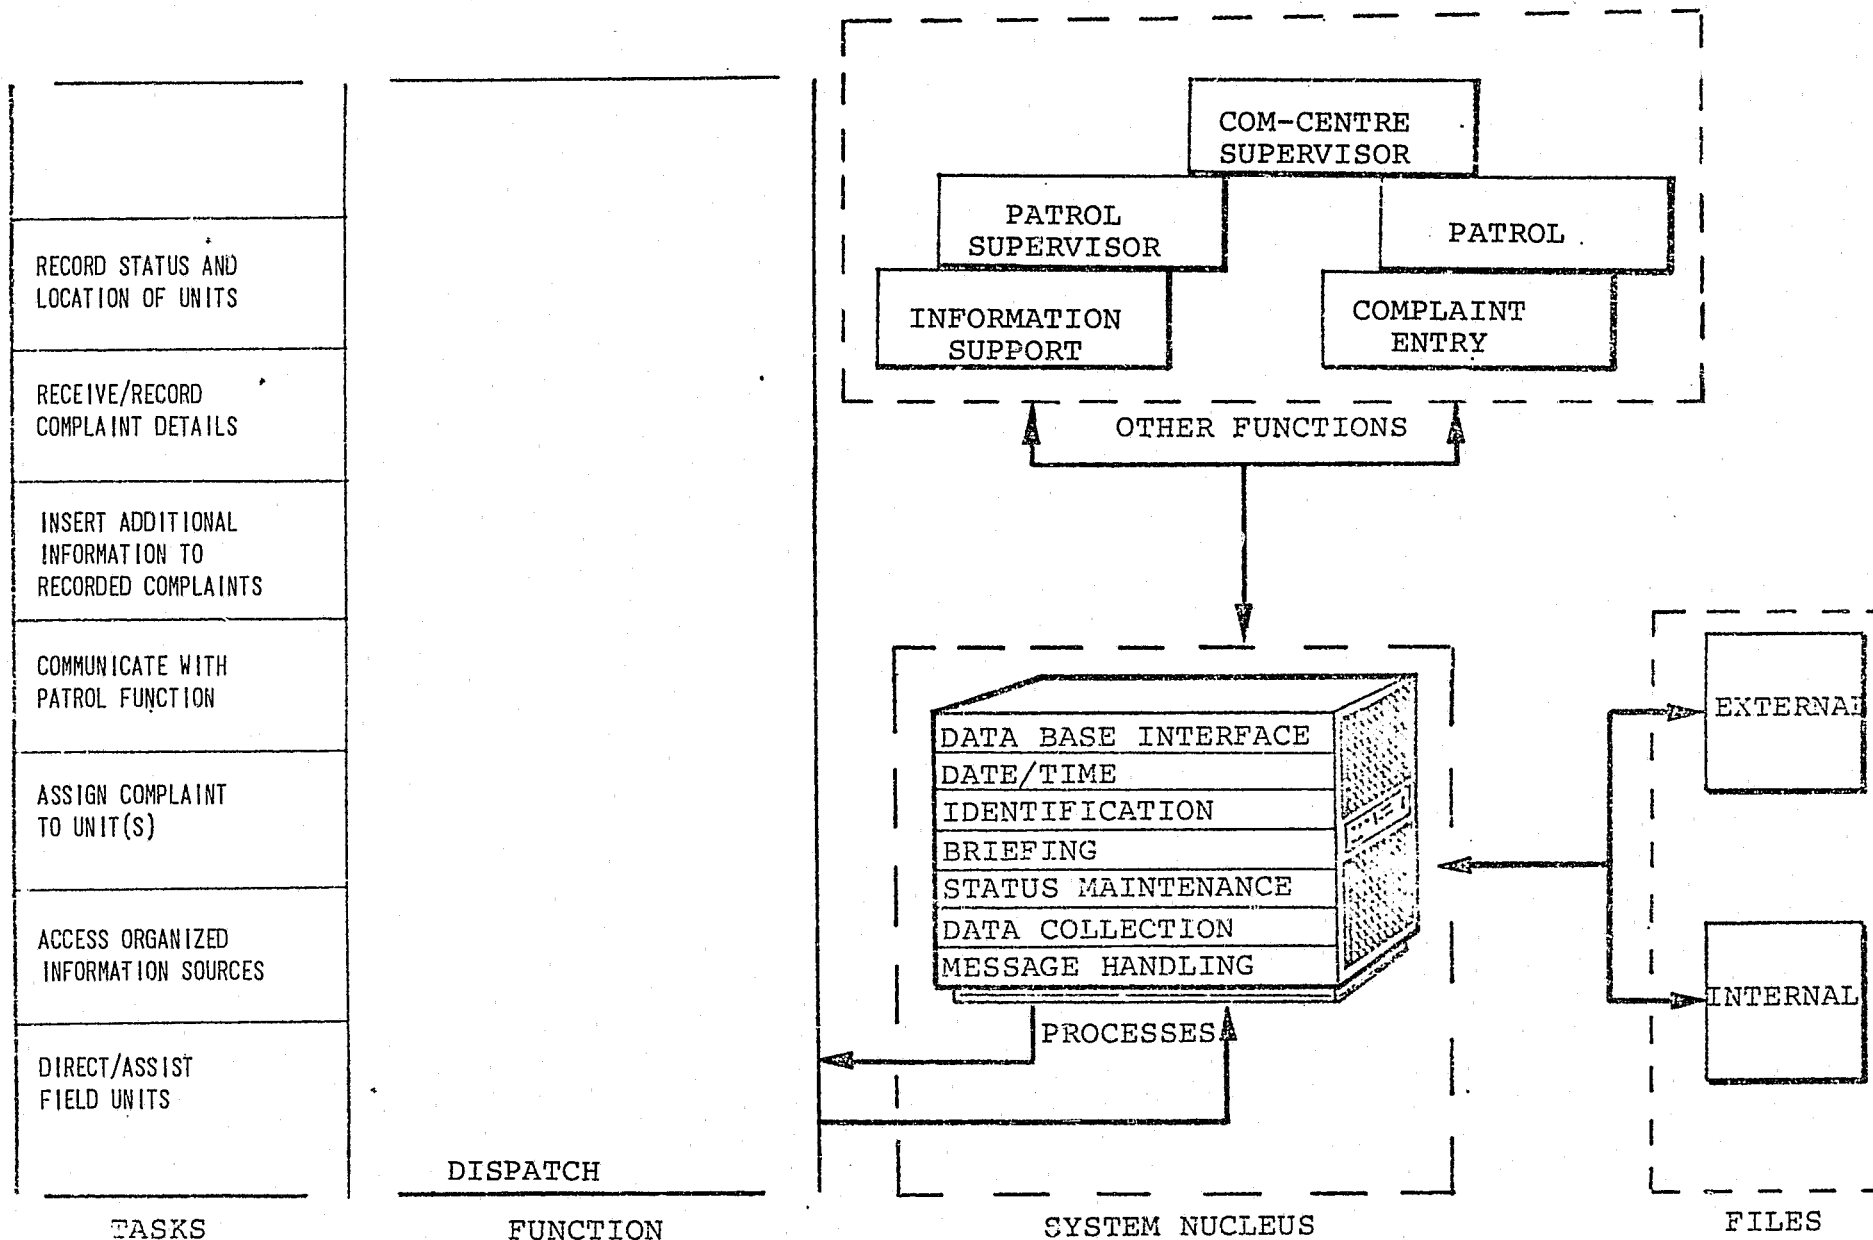 RECORD STATUS AND
LOCATION OF UNITS
RECEIVE/RECORD
COMPLAINT DETAILS
INSERT ADDITIONAL
INFORMATION TO
RECORDED COMPLAINTS
COMMUNICATE WITH
PATROL FUNCTION
ASSIGN COMPLAINT
TO UNIT(S)
ACCESS ORGANIZED
INFORMATION SOURCES
DIRECT/ASSIST
FIELD UNITS
TASKS
DISPATCH
FUNCTION
COM-CENTRE
SUPERVISOR
PATROL
SUPERVISOR
PATROL
INFORMATION
SUPPORT
COMPLAINT
ENTRY
OTHER FUNCTIONS
DATA BASE INTERFACE
DATE/TIME
IDENTIFICATION
BRIEFING
STATUS MAINTENANCE
DATA COLLECTION
MESSAGE HANDLING
PROCESSES
SYSTEM NUCLEUS
EXTERNAL
INTERNAL
FILES